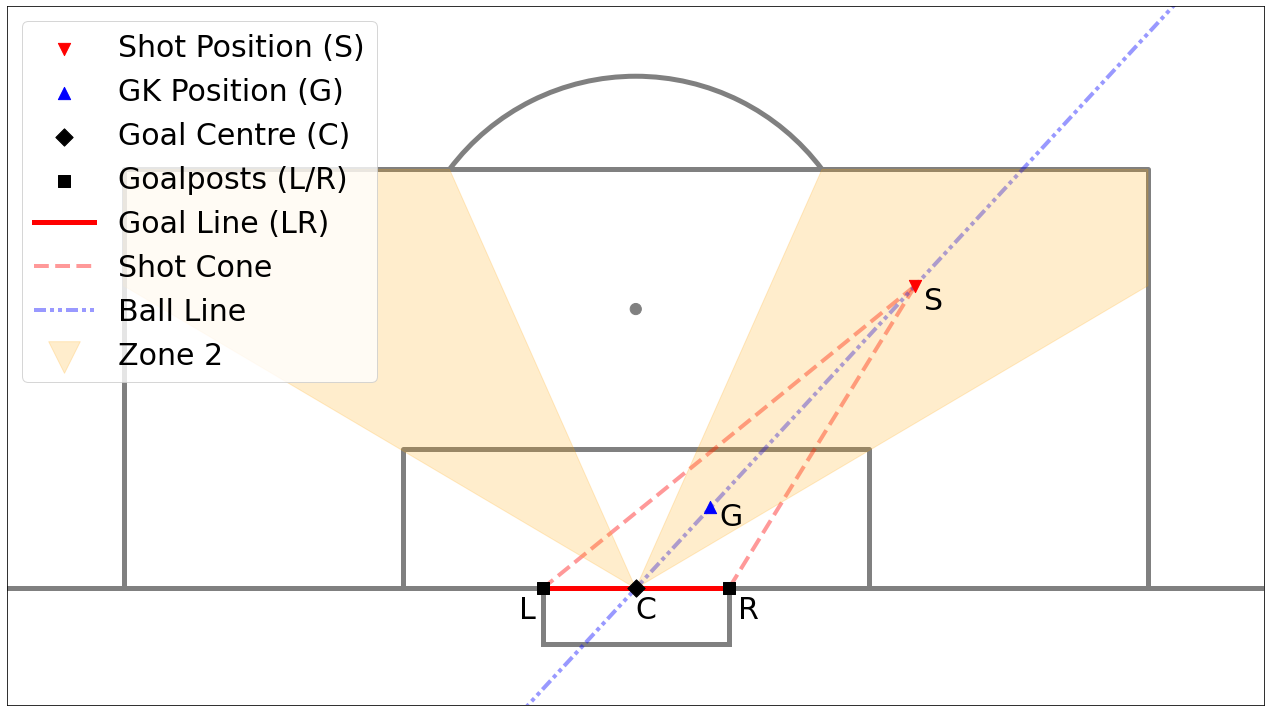 Shot Position (S)
GK Position (G)
Goal Centre (C)
Goalposts (L/R)
Goal Line (LR)
Shot Cone
Ball Line
Zone 2
S
G
L
C
R